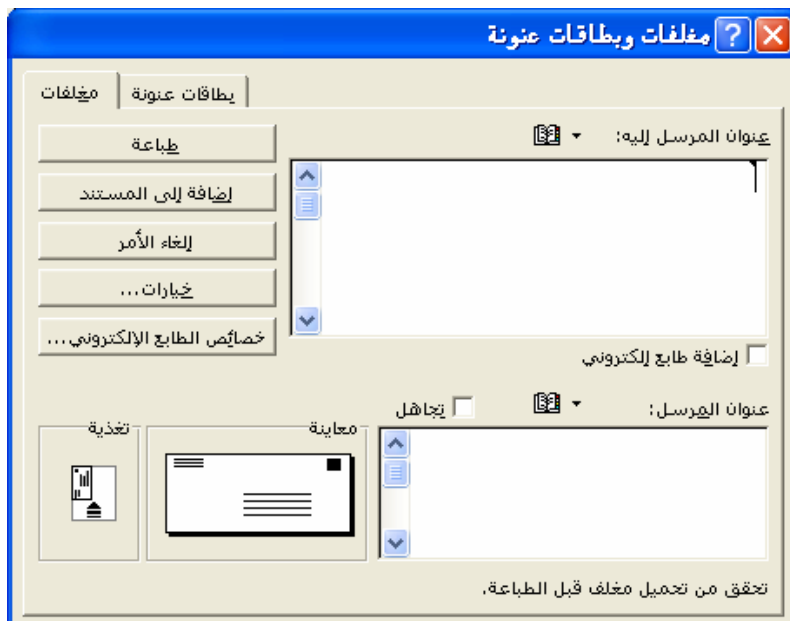 مغلفات وبطاقات عنونة
مغلفات
بطاقات عنونة
عنوان المرسل إليه:
طباعة
إضافة إلى المستند
إلغاء الأمر
خيارات...
خصائص الطابع الإلكتروني...
إضافة طابع إلكتروني
عنوان المرسل:
تجاهل
معاينة
تغذية
تحقق من تحميل مغلف قبل الطباعة.